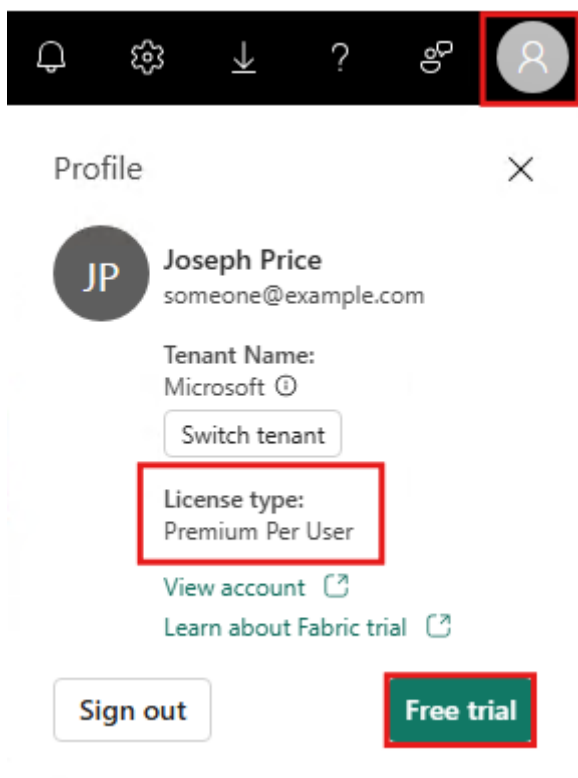 ?
Profile
JP
Joseph Price
someone@example.com
Tenant Name:
Microsoft
Switch tenant
License type:
Premium Per User
View account
Learn about Fabric trial
Sign out
Free trial